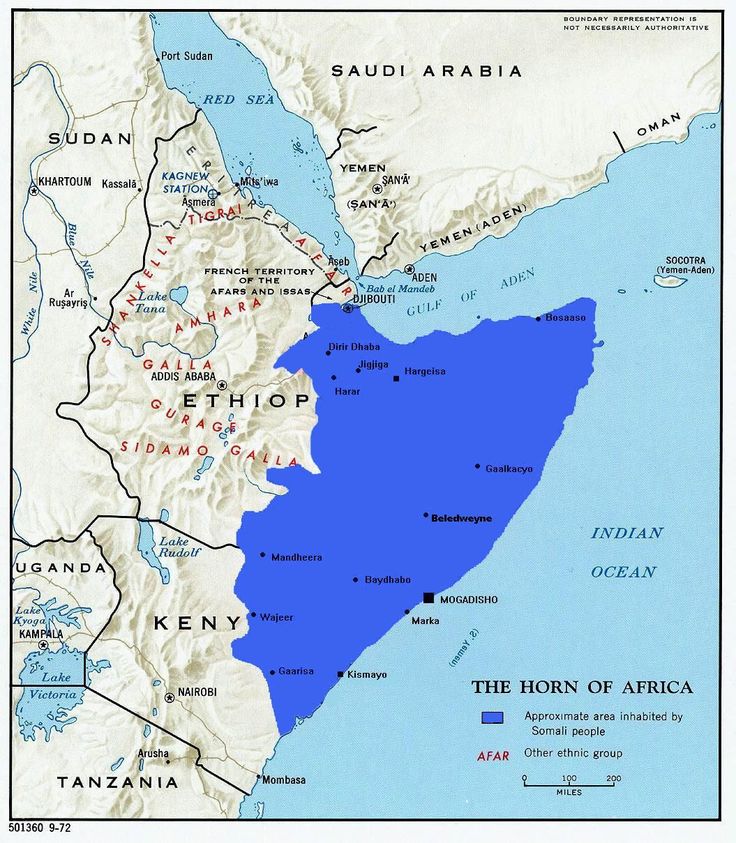 BOUNDARY REPRESENTATION IS
NOT NECESSARILY AUTHORITATIVE
Port Sudan
SAUDI ARABIA
RED SEA
OMAN
SUDAN
YEMEN
ṢAN'Ā'
(ṢAN'Ā')
KHARTOUM
Kassalā
KAGNEW
STATION
Mits'iwa
Āsmera
ERITREA
TIGRAI
YEMEN (ADEN)
Blue Nile
White Nile
SHANKELLA
AFAR
Āseb
Bab el Mandeb
ADEN
SOCOTRA
(Yemen-Aden)
FRENCH TERRITORY
OF THE
AFARS AND ISSAS
GULF OF ADEN
Ar
Ruşayriş
Lake
Tana
DJIBOUTI
AMHARA
Bosaaso
Dirir Dhaba
Jigjiga
Hargeisa
GALLA
ADDIS ABABA
Harar
ETHIOP
GURAGE
SIDAMO GALLA
Gaalkacyo
Beledweyne
INDIAN
OCEAN
Lake
Rudolf
Mandheera
UGANDA
Baydhabo
MOGADISHO
Lake
Kyoga
KENY
Wajeer
Marka
KAMPALA
(S. Yemen)
Lake
Victoria
Gaarisa
Kismayo
NAIROBI
THE HORN OF AFRICA
Approximate area inhabited by
Somali people
AFAR Other ethnic group
Arusha
TANZANIA
Mombasa
0 100 200
MILES
501360 9-72